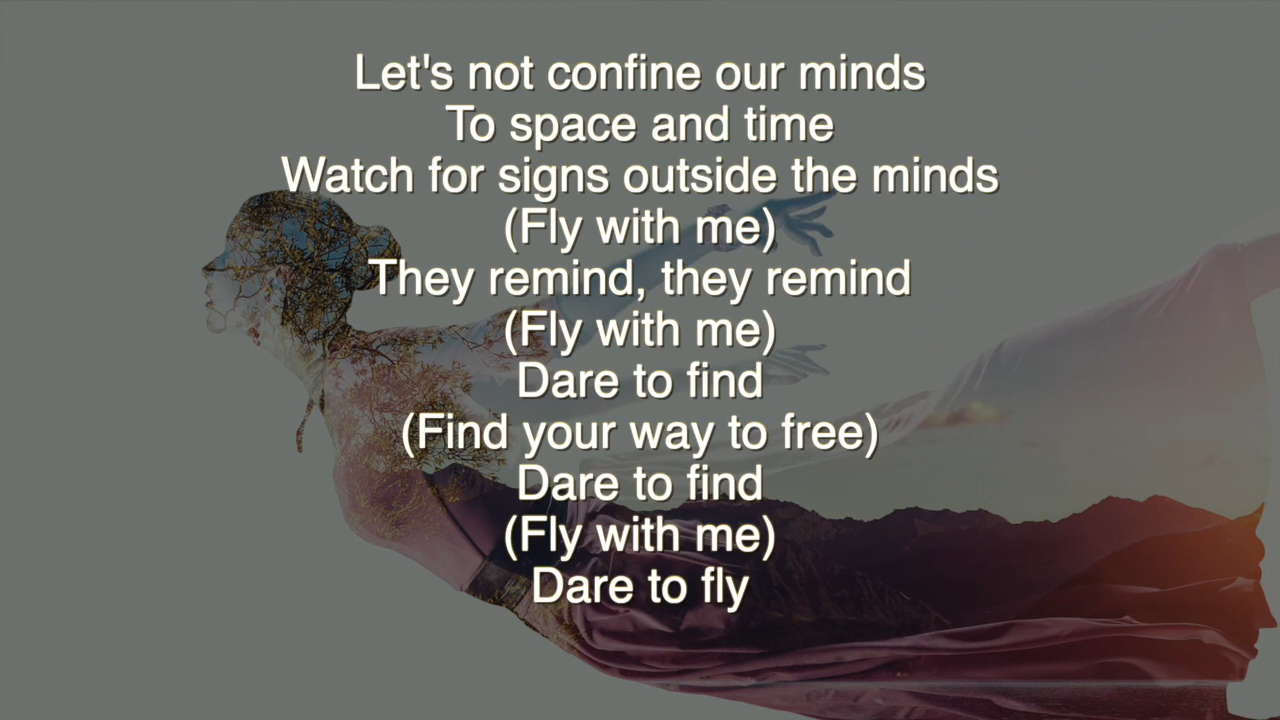 Let's not confine our minds
To space and time
Watch for signs outside the minds
(Fly with me)
They remind, they remind
(Fly with me)
Dare to find
(Find your way to free)
Dare to find
(Fly with me)
Dare to fly